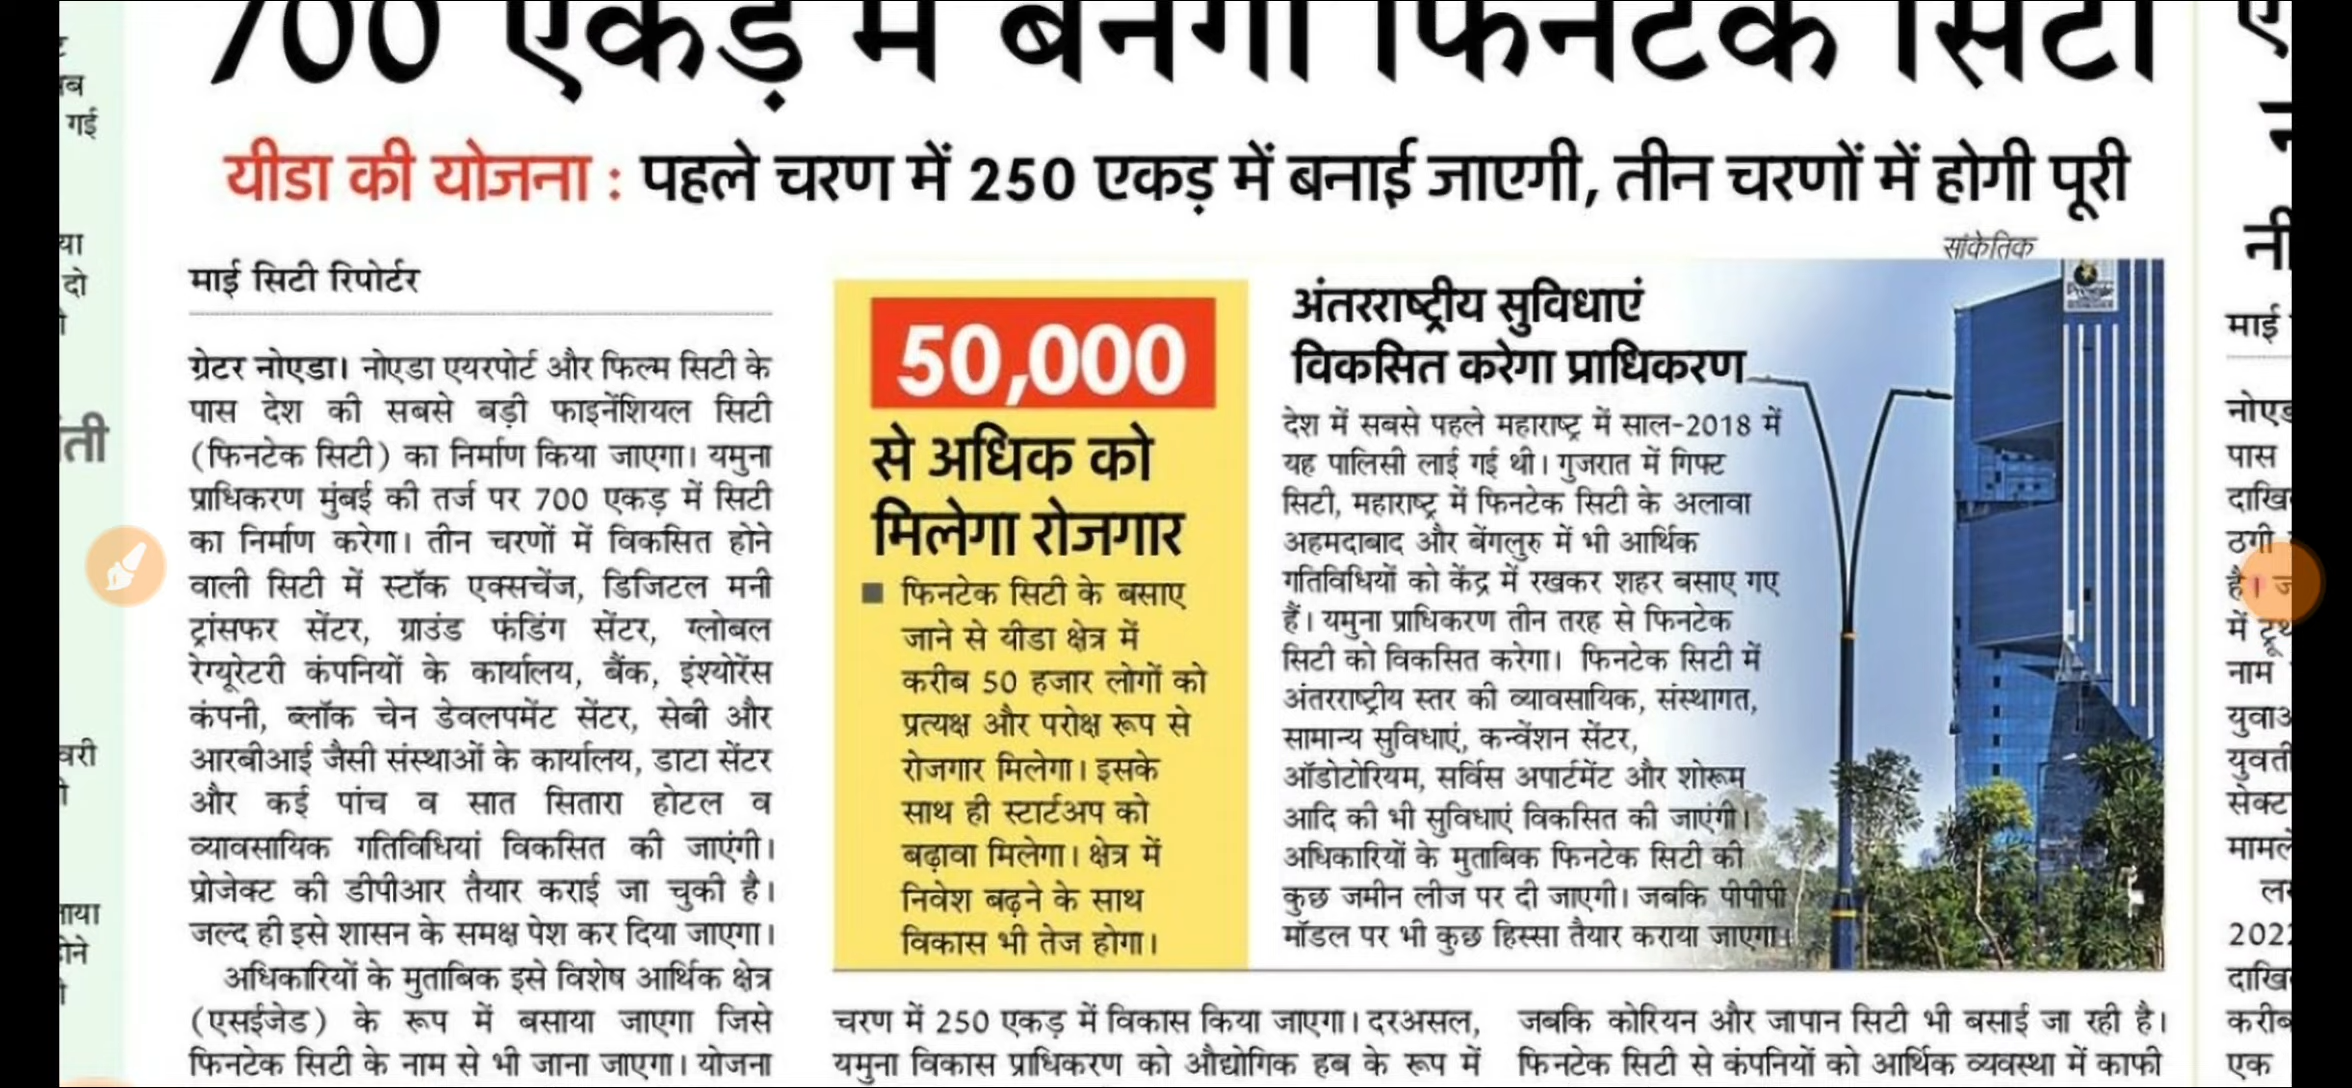 700 एकड़ में बनेगी फिनटेक सिटी
यीडा की योजना : पहले चरण में 250 एकड़ में बनाई जाएगी, तीन चरणों में होगी पूरी
माई सिटी रिपोर्टर
ग्रेटर नोएडा। नोएडा एयरपोर्ट और फिल्म सिटी के
पास देश की सबसे बड़ी फाइनेंशियल सिटी
(फिनटेक सिटी) का निर्माण किया जाएगा। यमुना
प्राधिकरण मुंबई की तर्ज पर 700 एकड़ में सिटी
का निर्माण करेगा। तीन चरणों में विकसित होने
वाली सिटी में स्टॉक एक्सचेंज, डिजिटल मनी
ट्रांसफर सेंटर, ग्राउंड फंडिंग सेंटर, ग्लोबल
रेग्यूरेटरी कंपनियों के कार्यालय, बैंक, इंश्योरेंस
कंपनी, ब्लॉक चेन डेवलपमेंट सेंटर, सेबी और
आरबीआई जैसी संस्थाओं के कार्यालय, डाटा सेंटर
और कई पांच व सात सितारा होटल व
व्यावसायिक गतिविधियां विकसित की जाएंगी।
प्रोजेक्ट की डीपीआर तैयार कराई जा चुकी है।
जल्द ही इसे शासन के समक्ष पेश कर दिया जाएगा।
अधिकारियों के मुताबिक इसे विशेष आर्थिक क्षेत्र
(एसईजेड) के रूप में बसाया जाएगा जिसे
फिनटेक सिटी के नाम से भी जाना जाएगा। योजना
50,000
से अधिक को
मिलेगा रोजगार
■ फिनटेक सिटी के बसाए
जाने से यीडा क्षेत्र में
करीब 50 हजार लोगों को
प्रत्यक्ष और परोक्ष रूप से
रोजगार मिलेगा। इसके
साथ ही स्टार्टअप को
बढ़ावा मिलेगा। क्षेत्र में
निवेश बढ़ने के साथ
विकास भी तेज होगा।
सांकेतिक
अंतरराष्ट्रीय सुविधाएं
विकसित करेगा प्राधिकरण
देश में सबसे पहले महाराष्ट्र में साल-2018 में
यह पालिसी लाई गई थी। गुजरात में गिफ्ट
सिटी, महाराष्ट्र में फिनटेक सिटी के अलावा
अहमदाबाद और बेंगलुरु में भी आर्थिक
गतिविधियों को केंद्र में रखकर शहर बसाए गए
हैं। यमुना प्राधिकरण तीन तरह से फिनटेक
सिटी को विकसित करेगा। फिनटेक सिटी में
अंतरराष्ट्रीय स्तर की व्यावसायिक, संस्थागत,
सामान्य सुविधाएं, कन्वेंशन सेंटर,
ऑडोटोरियम, सर्विस अपार्टमेंट और शोरूम
आदि की भी सुविधाएं विकसित की जाएंगी।
अधिकारियों के मुताबिक फिनटेक सिटी की
कुछ जमीन लीज पर दी जाएगी। जबकि पीपीपी
मॉडल पर भी कुछ हिस्सा तैयार कराया जाएगा।
चरण में 250 एकड़ में विकास किया जाएगा। दरअसल,
यमुना विकास प्राधिकरण को औद्योगिक हब के रूप में
जबकि कोरियन और जापान सिटी भी बसाई जा रही है।
फिनटेक सिटी से कंपनियों को आर्थिक व्यवस्था में काफी
गई
दो
माई
पास
ठगी
में
नाम
करीब
एक